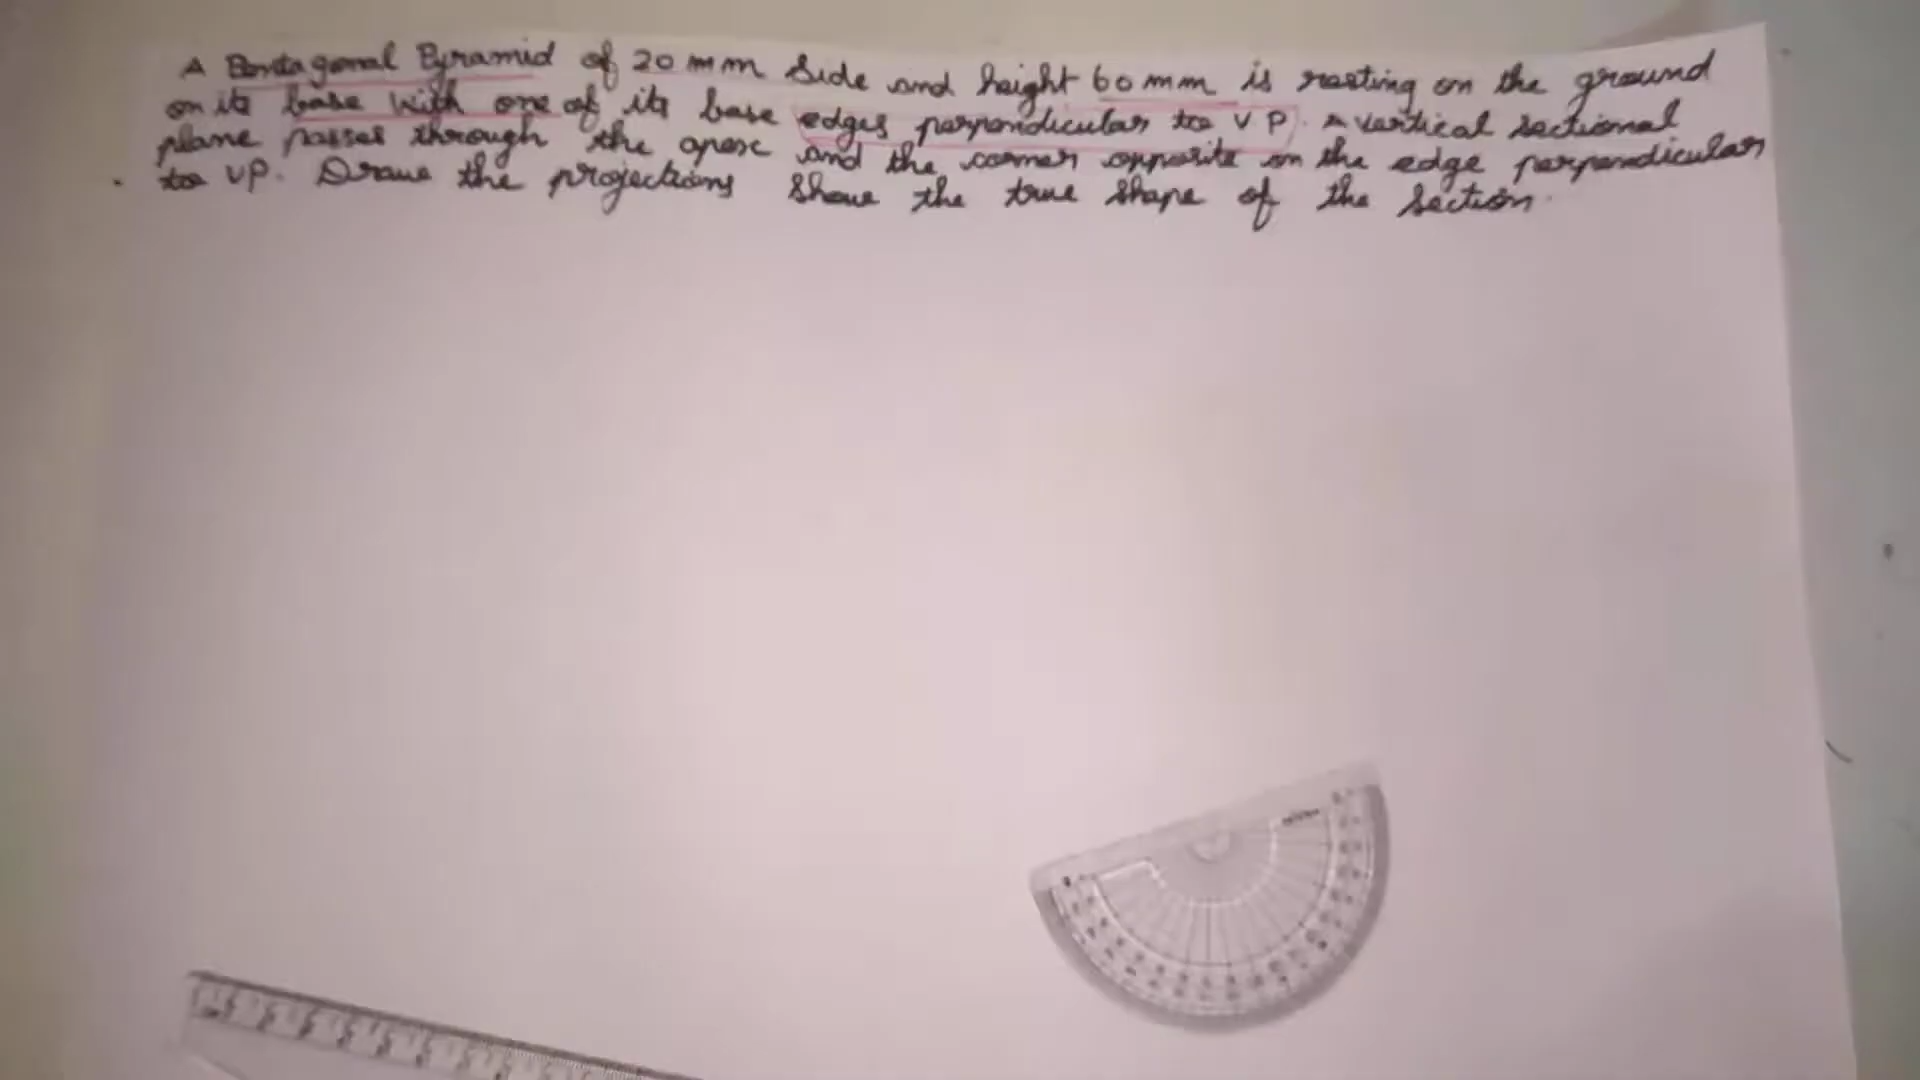 A Pentagonal Pyramid of 20 mm side and height 60 mm is resting on the ground
on its base with one of its base edges perpendicular to VP. A vertical sectional
plane passes through the apex and the corner opposite on the edge perpendicular
to VP. Draw the projections show the true shape of the section.